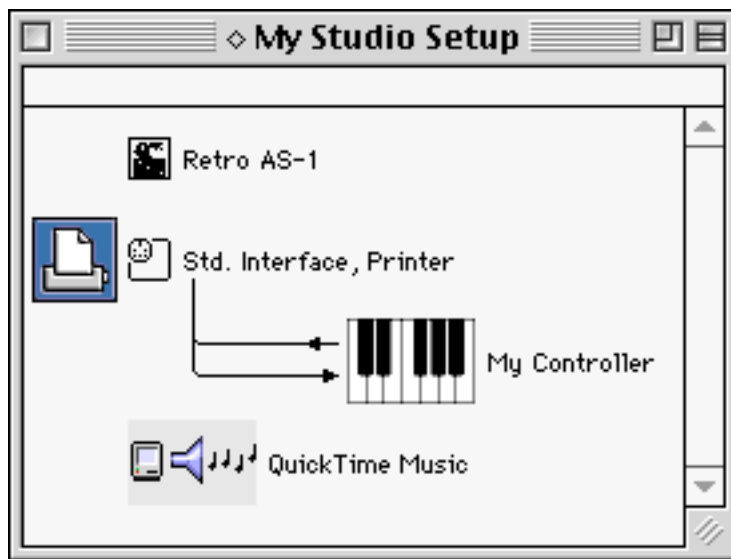 ◇ My Studio Setup
Retro AS-1
Std. Interface, Printer
My Controller
QuickTime Music